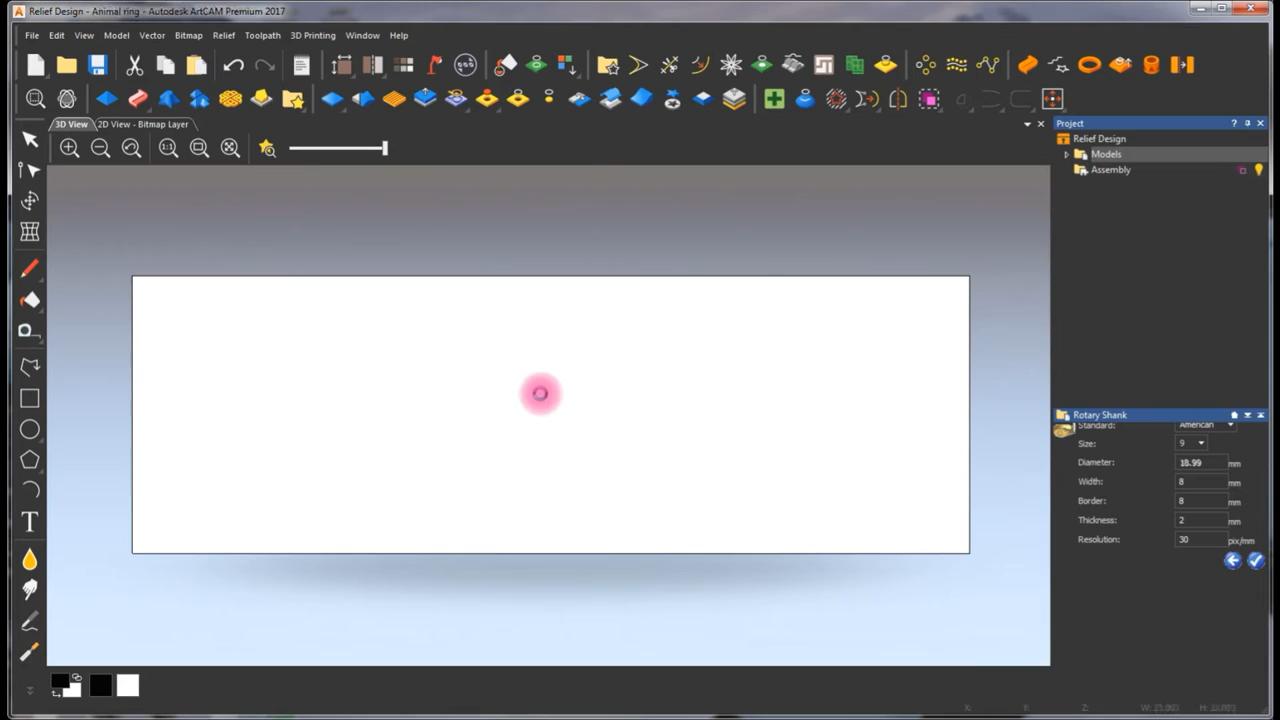 Relief Design - Animal ring - Autodesk ArtCAM Premium 2017
File Edit View Model Vector Bitmap Relief Toolpath 3D Printing Window Help
3D View 2D View - Bitmap Layer
1:1
Project
Relief Design
Models
Assembly
Rotary Shank
Standard: American
Size: 9
Diameter: 18.99 mm
Width: 8 mm
Border: 8 mm
Thickness: 2 mm
Resolution: 30 pix/mm
T
X: Y: Z: W: H: